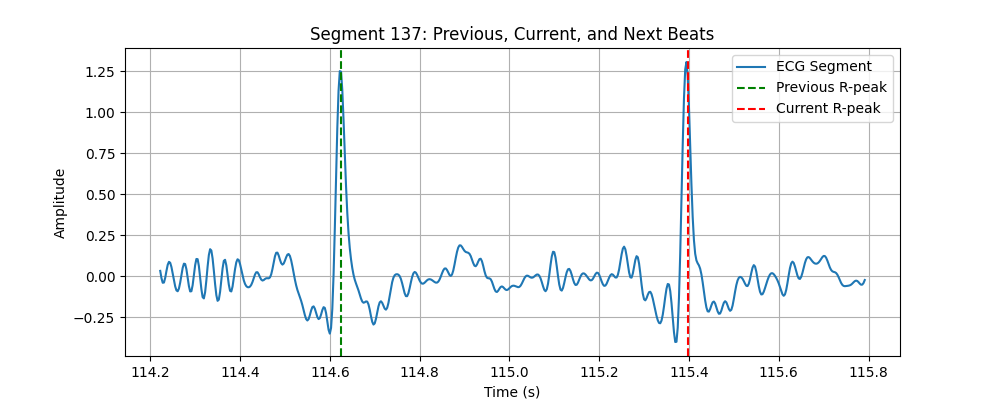 Segment 137: Previous, Current, and Next Beats
ECG Segment
Previous R-peak
Current R-peak
Amplitude
1.25
1.00
0.75
0.50
0.25
0.00
−0.25
114.2 114.4 114.6 114.8 115.0 115.2 115.4 115.6 115.8
Time (s)